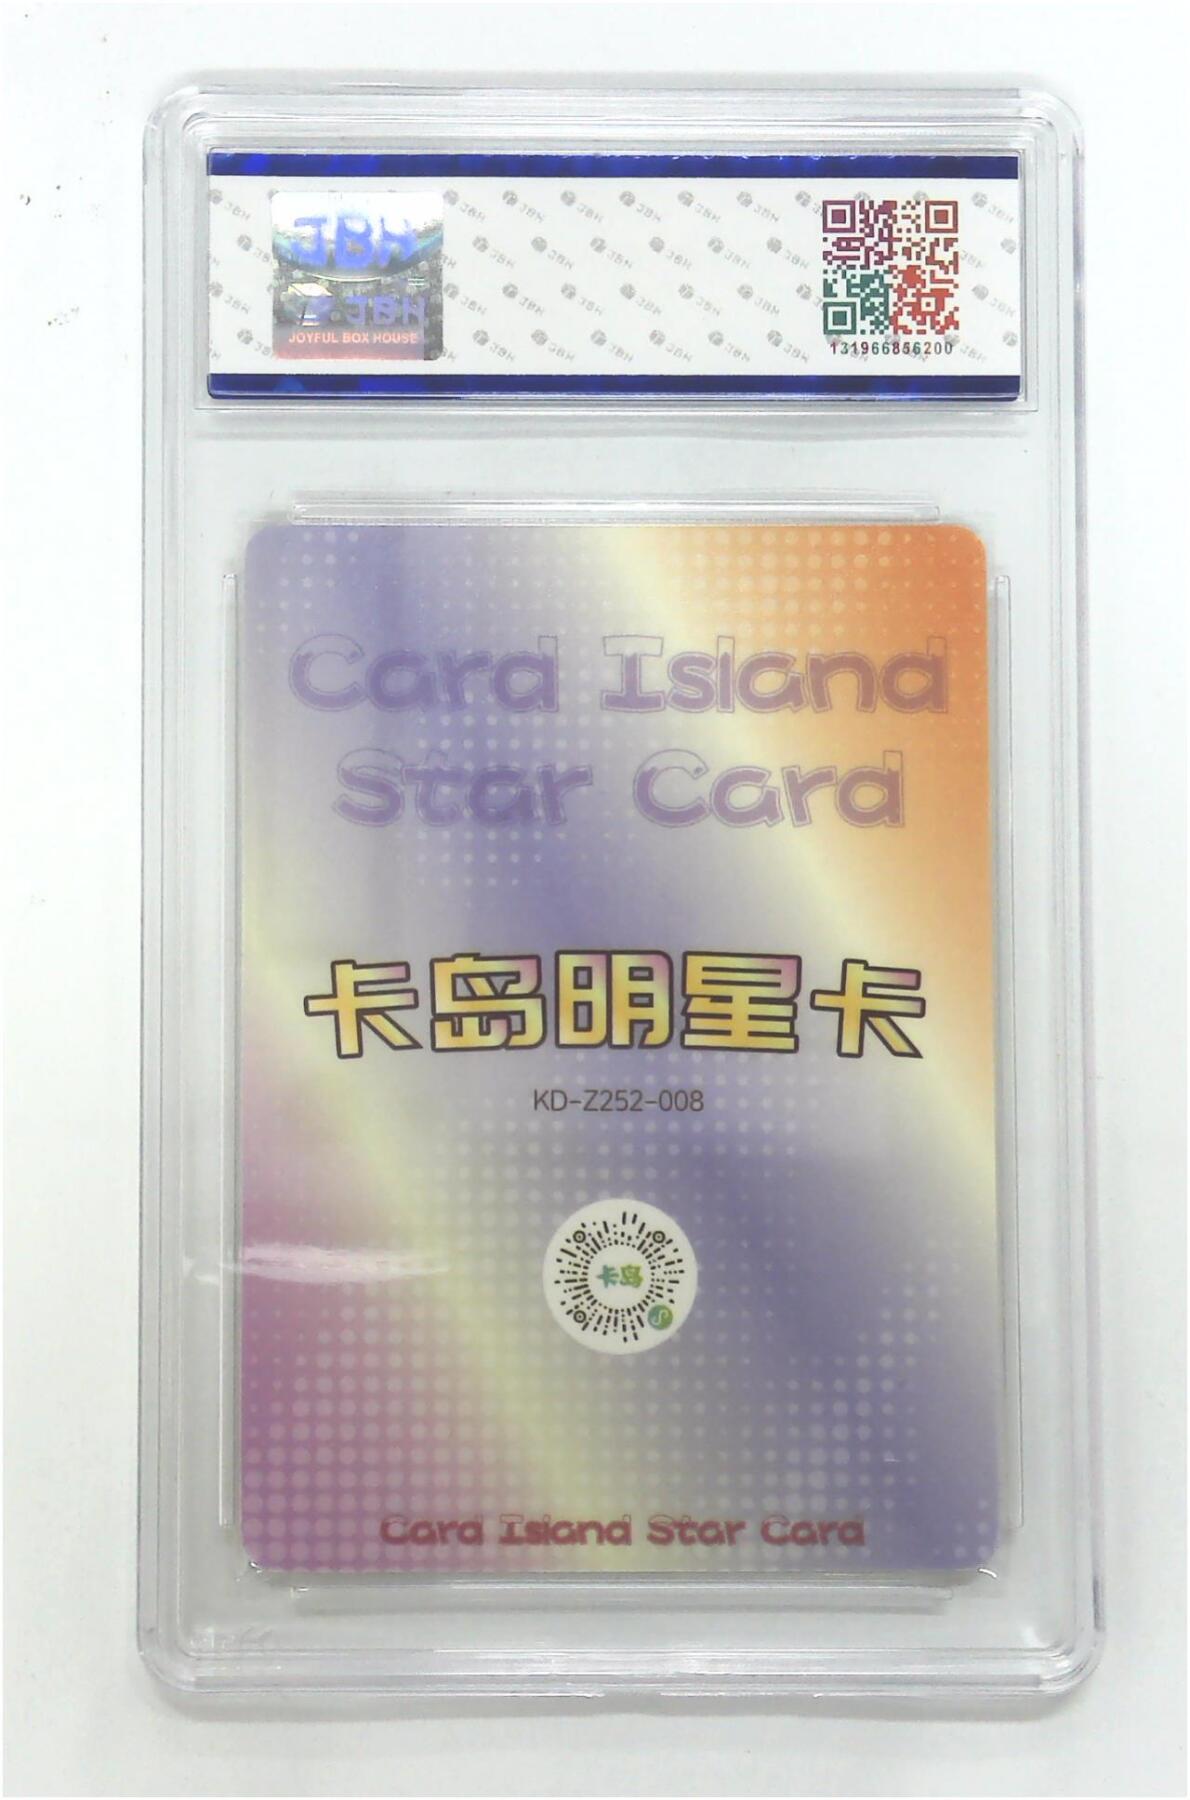 JBH
JBH
JOYFUL BOX HOUSE
131966856200
Card Island
Star Card
卡岛明星卡
KD-Z252-008
卡岛
Card Island Star Card